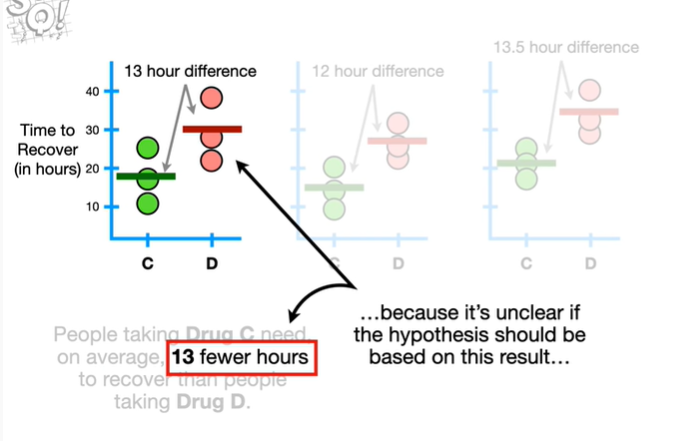 SQ!
13 hour difference
12 hour difference
13.5 hour difference
Time to
Recover
(in hours)
40
30
20
10
C
D
C
D
C
D
People taking Drug C need,
on average, 13 fewer hours
to recover than people
taking Drug D.
...because it's unclear if
the hypothesis should be
based on this result...